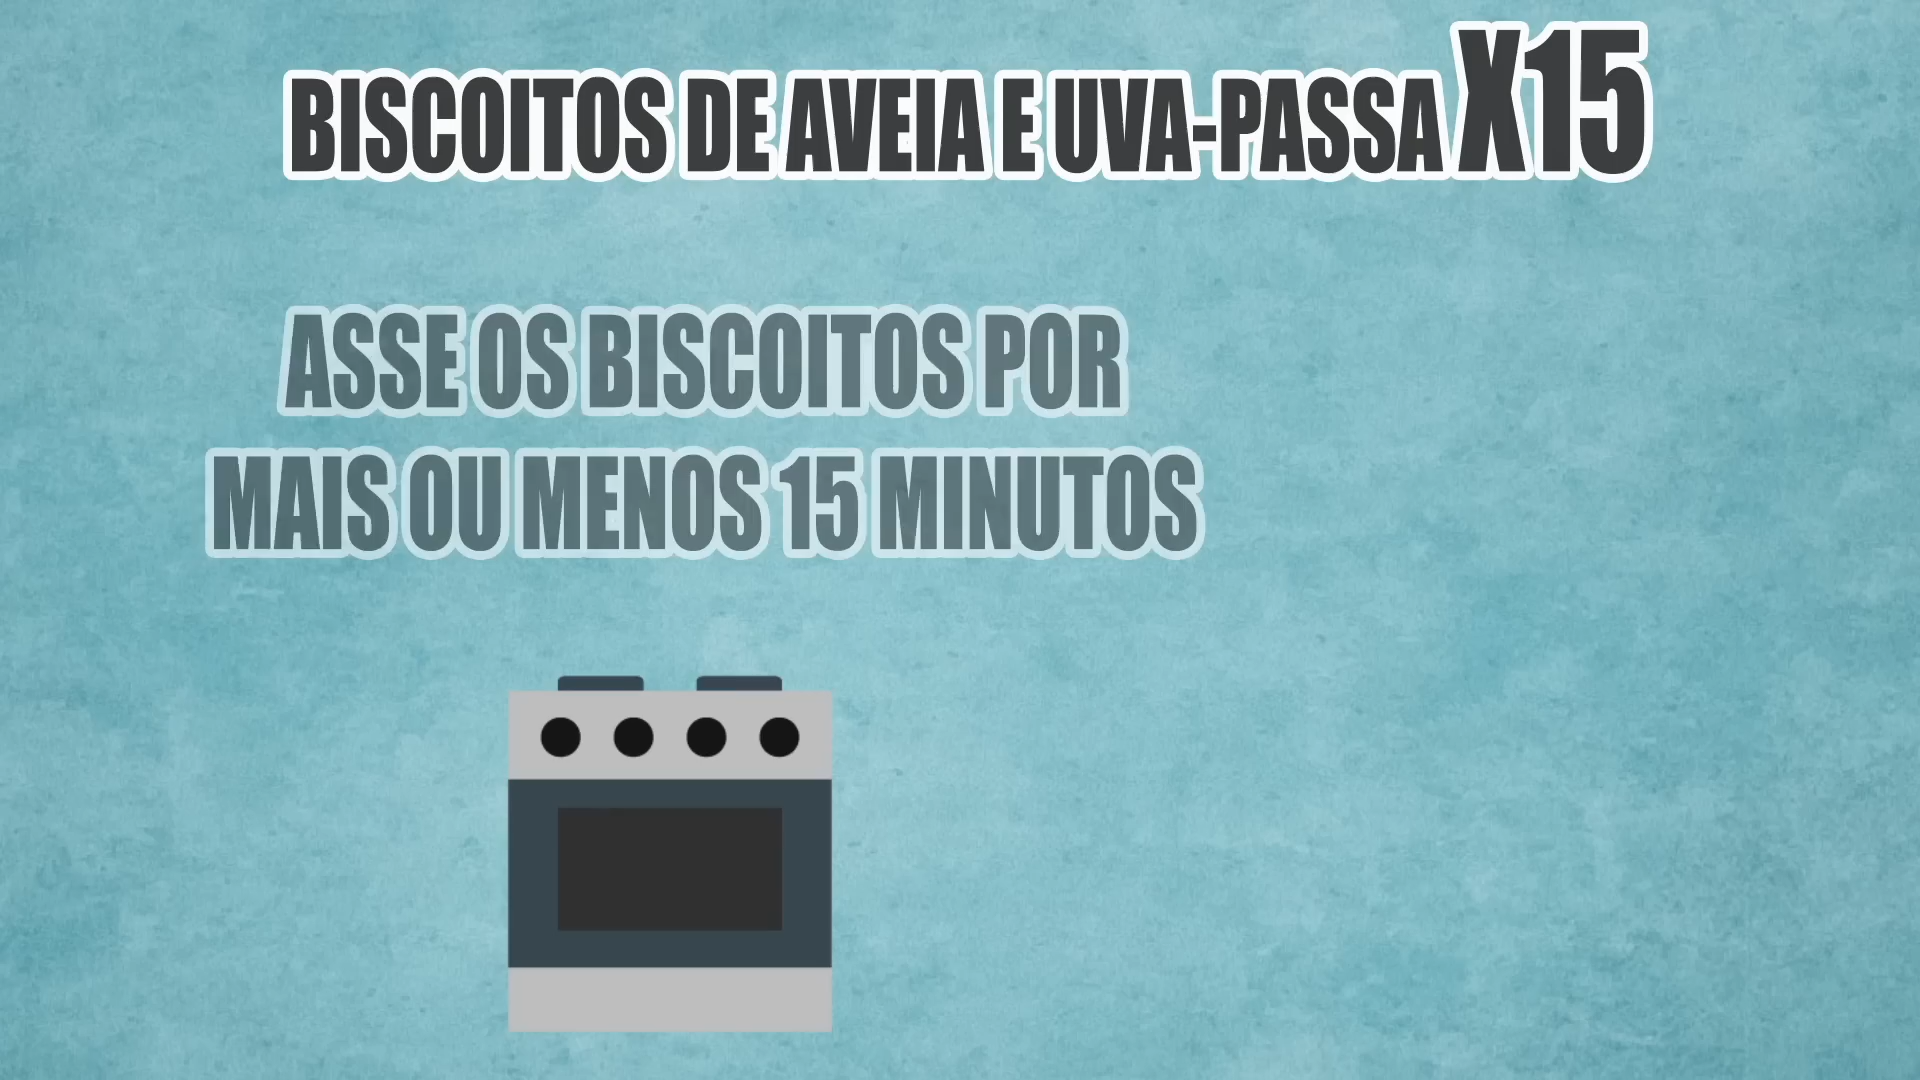 BISCOITOS DE AVEIA E UVA-PASSA X15
ASSE OS BISCOITOS POR
MAIS OU MENOS 15 MINUTOS